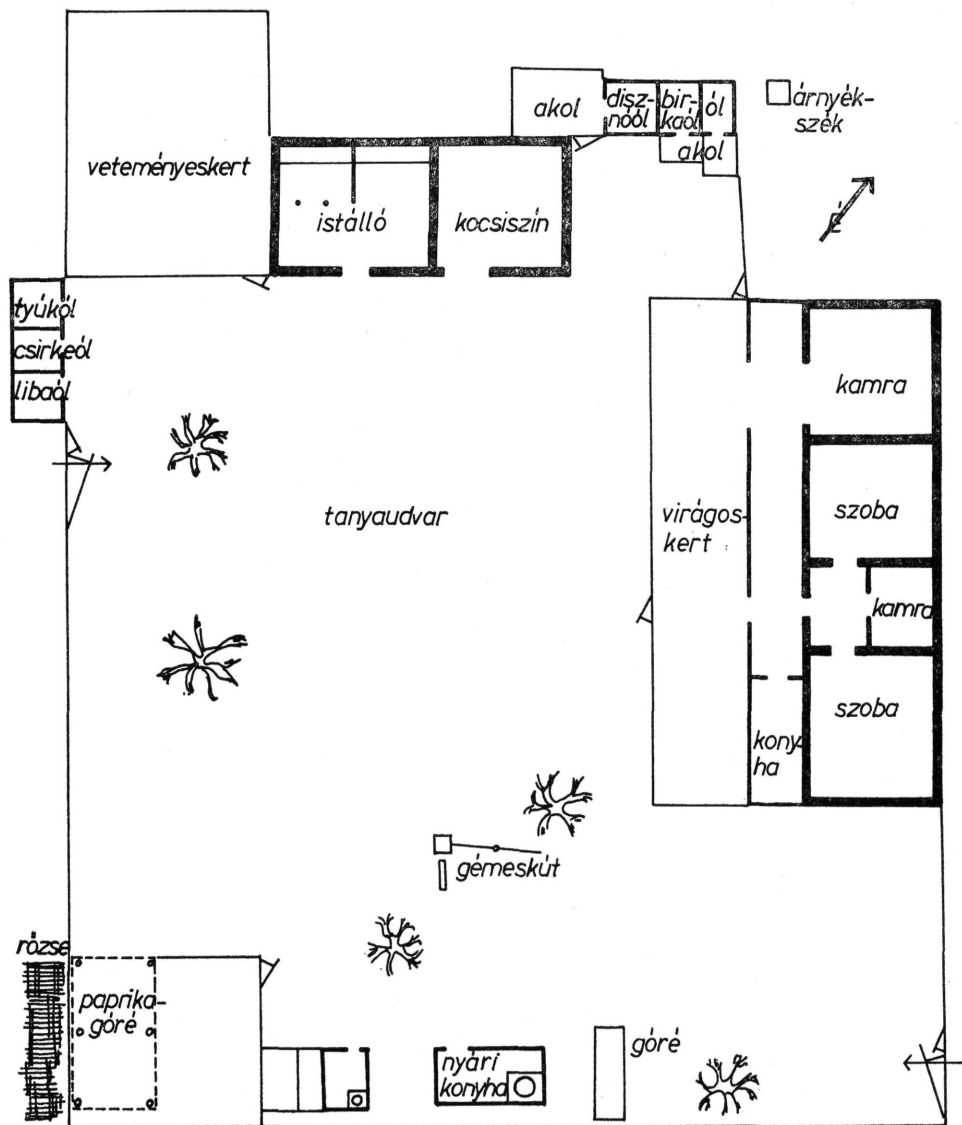 veteményeskert
akol
disz-
nóól
bir-
kaól
ól
akol
árnyék-
szék
É
istálló
kocsiszín
tyúkól
csirkeól
libaól
tanyaudvar
virágos-
kert
kamra
szoba
kamra
szoba
kony-
ha
gémeskút
rőzse
paprika-
góré
nyári
konyha
góré